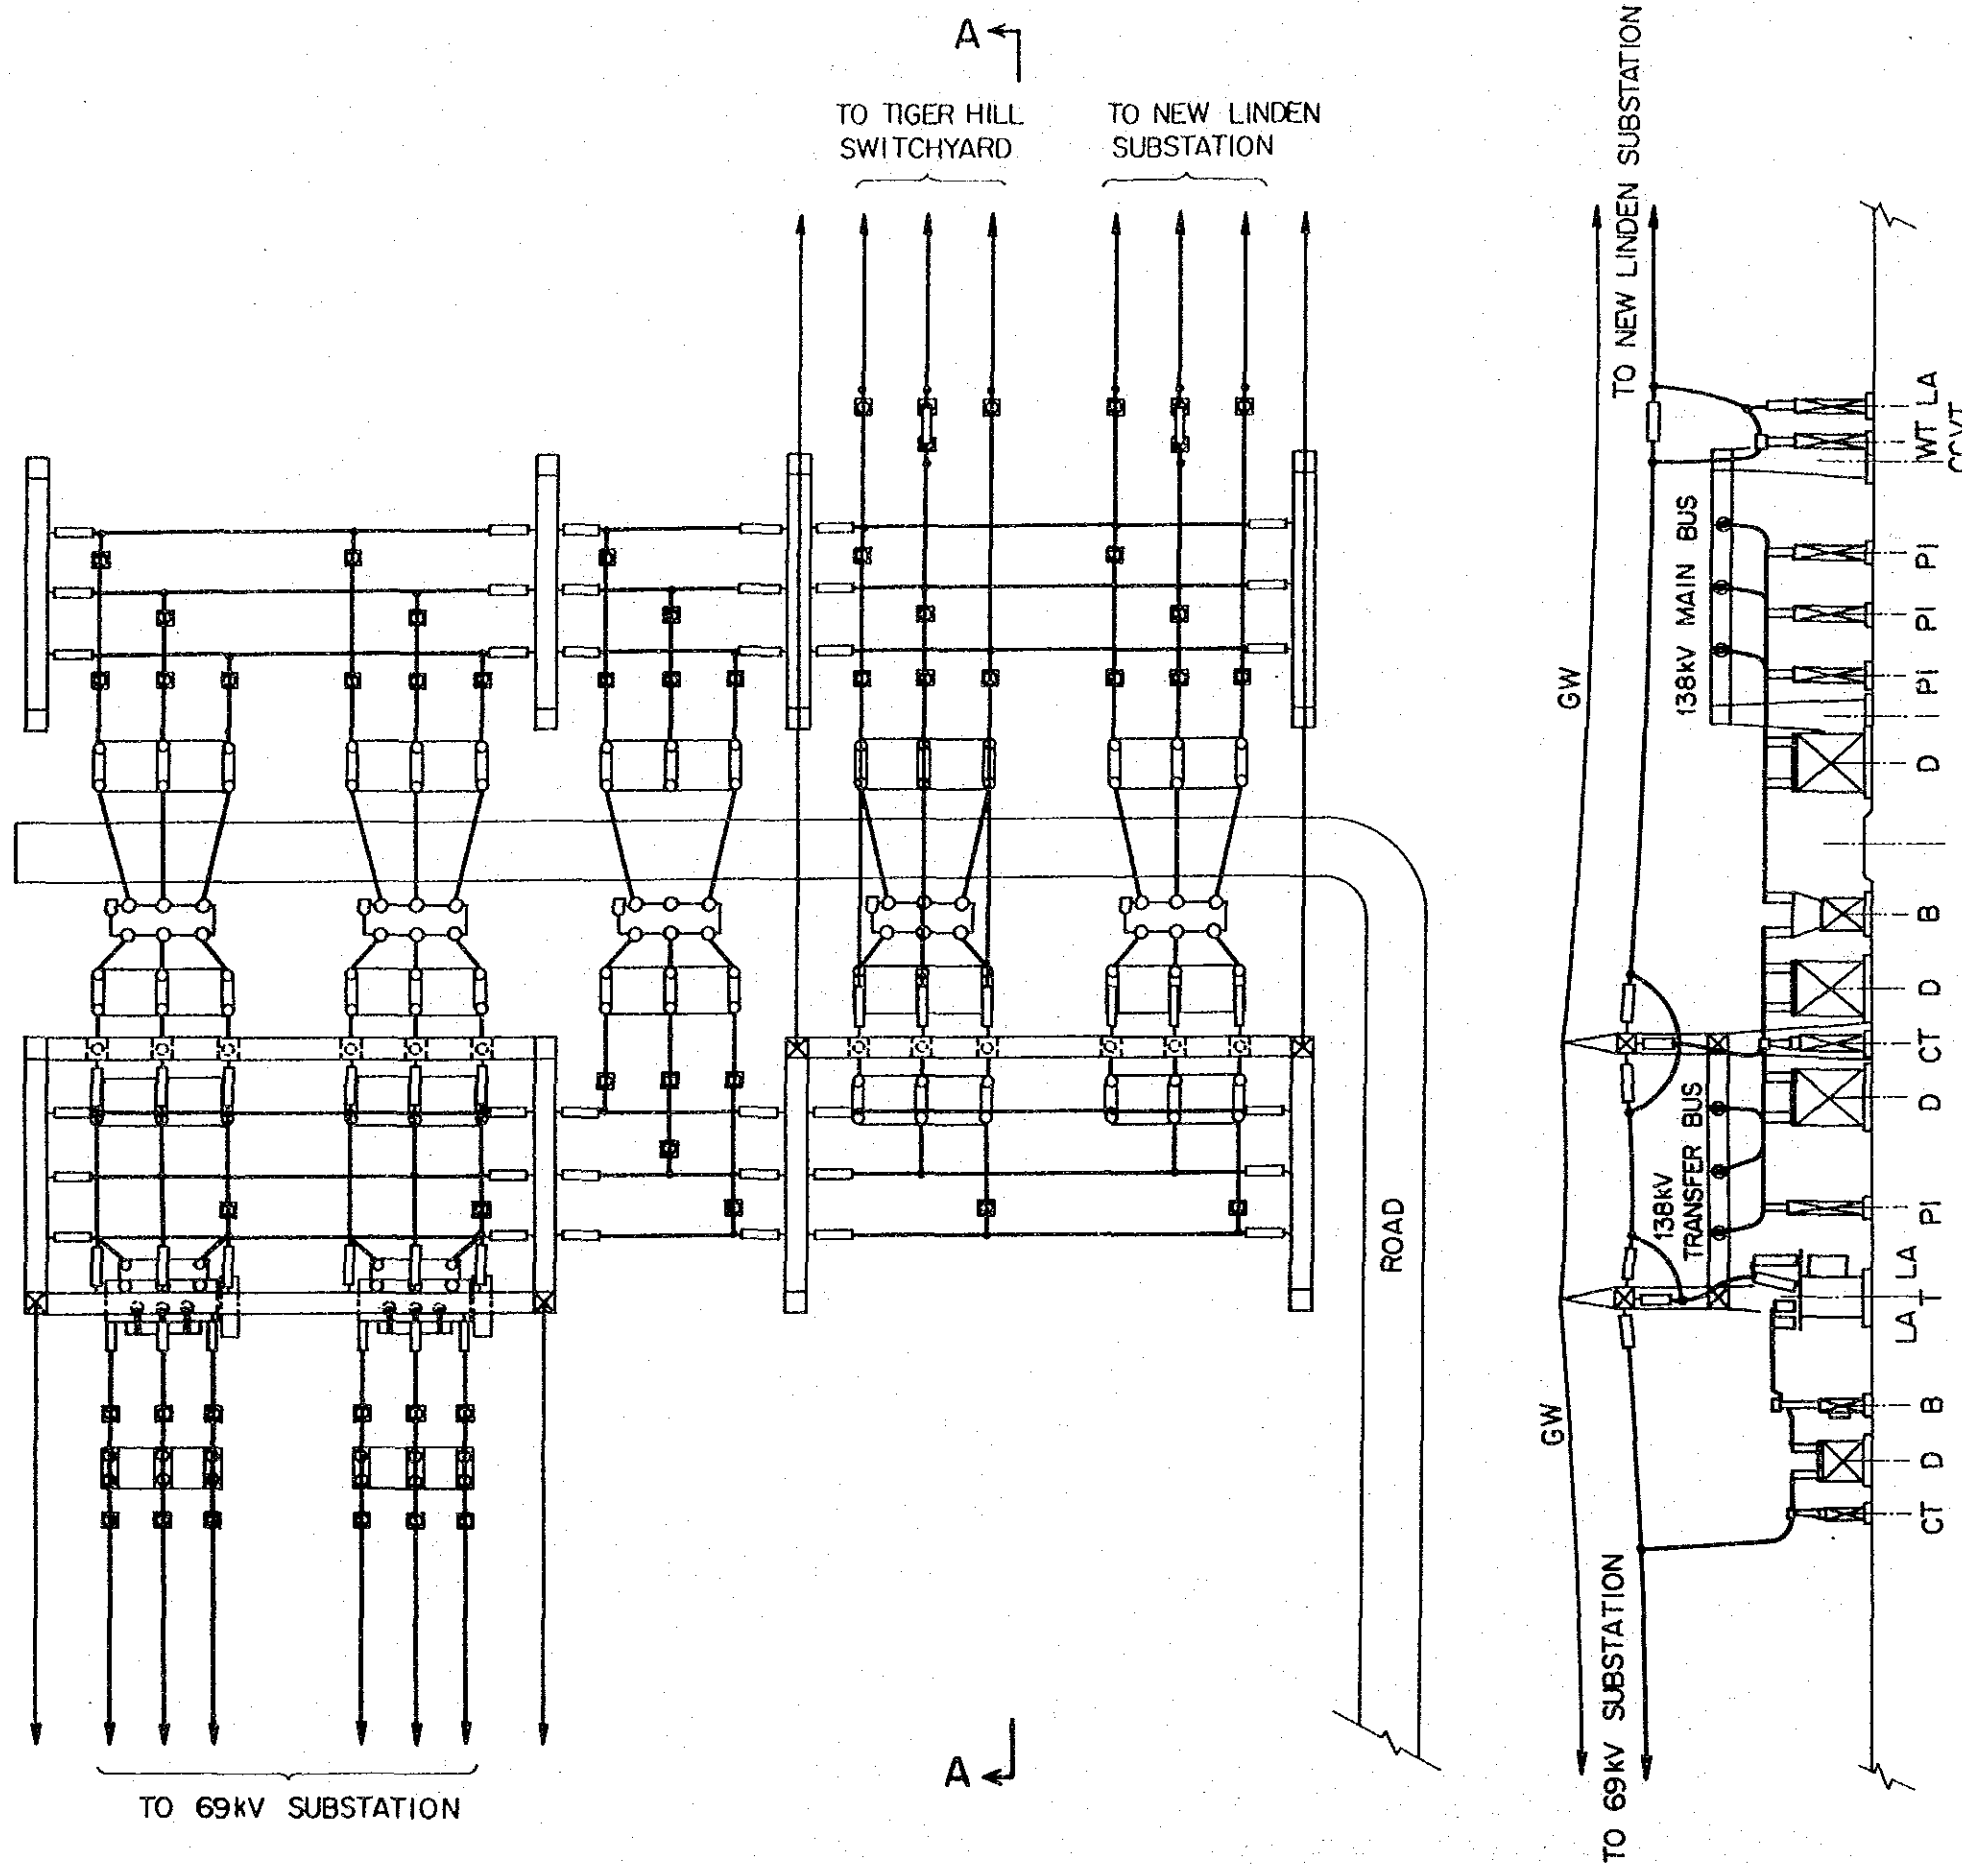 A
TO TIGER HILL
SWITCHYARD
TO NEW LINDEN
SUBSTATION
ROAD
A
TO 69kV SUBSTATION
TO NEW LINDEN SUBSTATION
GW
138kV MAIN BUS
138kV
TRANSFER BUS
GW
TO 69kV SUBSTATION
LA
WT
CCVT
PI
PI
PI
D
B
D
CT
D
PI
LA
T
LA
B
D
CT